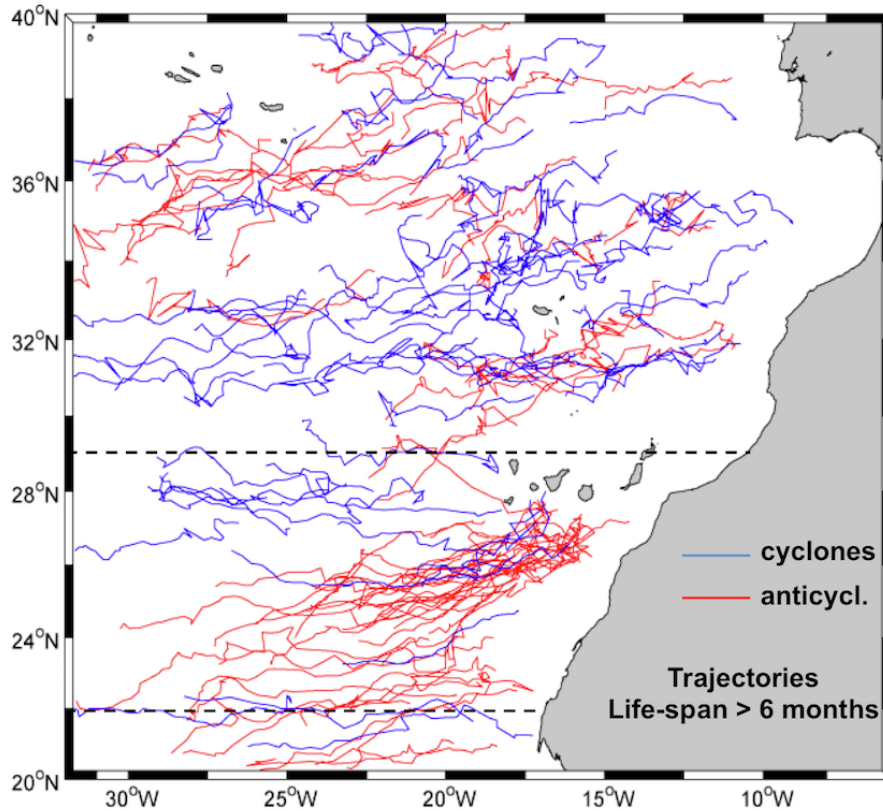 40°N
36°N
32°N
28°N
24°N
20°N
cyclones
anticycl.
Trajectories
Life-span > 6 months
30°W
25°W
20°W
15°W
10°W